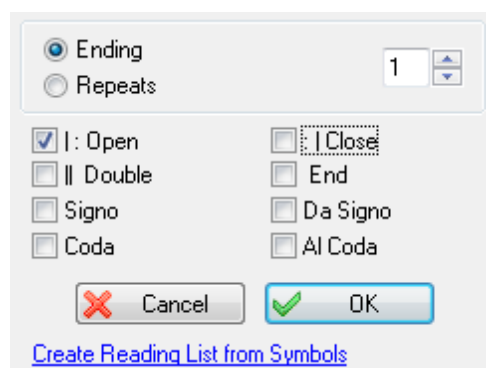 Ending
1
Repeats
|: Open
:| Close
|| Double
End
Signo
Da Signo
Coda
Al Coda
Cancel
OK
Create Reading List from Symbols